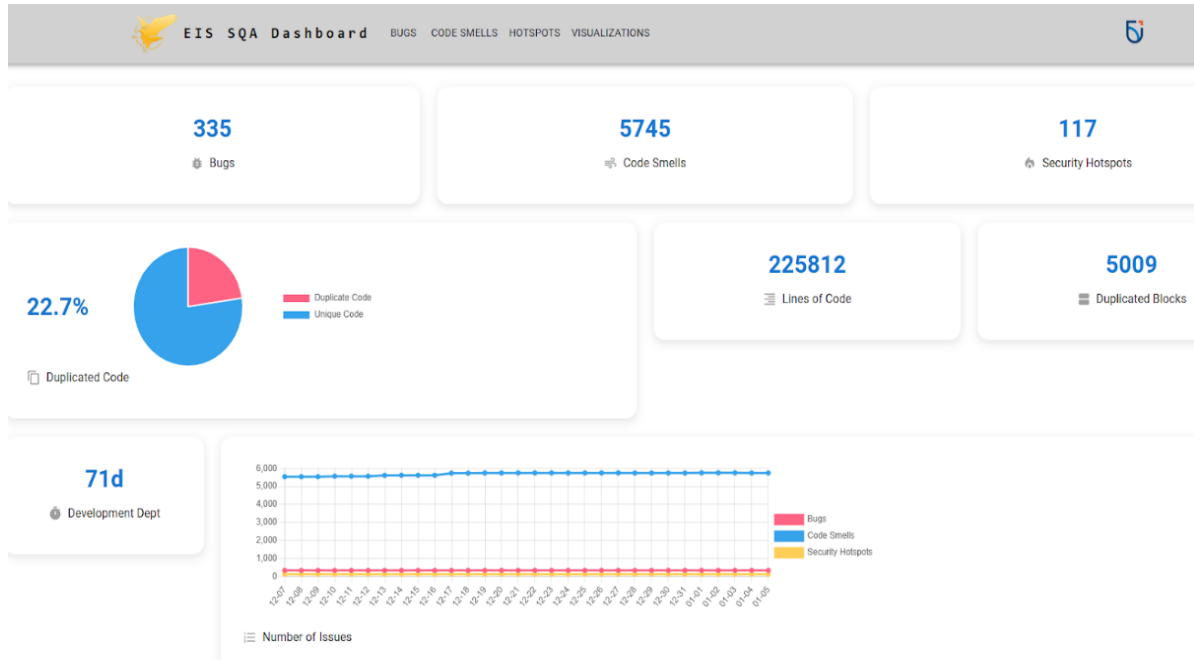 EIS SQA Dashboard BUGS CODE SMELLS HOTSPOTS VISUALIZATIONS
335
Bugs
5745
Code Smells
117
Security Hotspots
22.7%
Duplicate Code
Unique Code
Duplicated Code
225812
Lines of Code
5009
Duplicated Blocks
71d
Development Dept
6,000
5,000
4,000
3,000
2,000
1,000
0
12-07
12-08
12-09
12-10
12-11
12-12
12-13
12-14
12-15
12-16
12-17
12-18
12-19
12-20
12-21
12-22
12-23
12-24
12-25
12-26
12-27
12-28
12-29
12-30
12-31
01-01
01-02
01-03
01-04
01-05
Bugs
Code Smells
Security Hotspots
Number of Issues